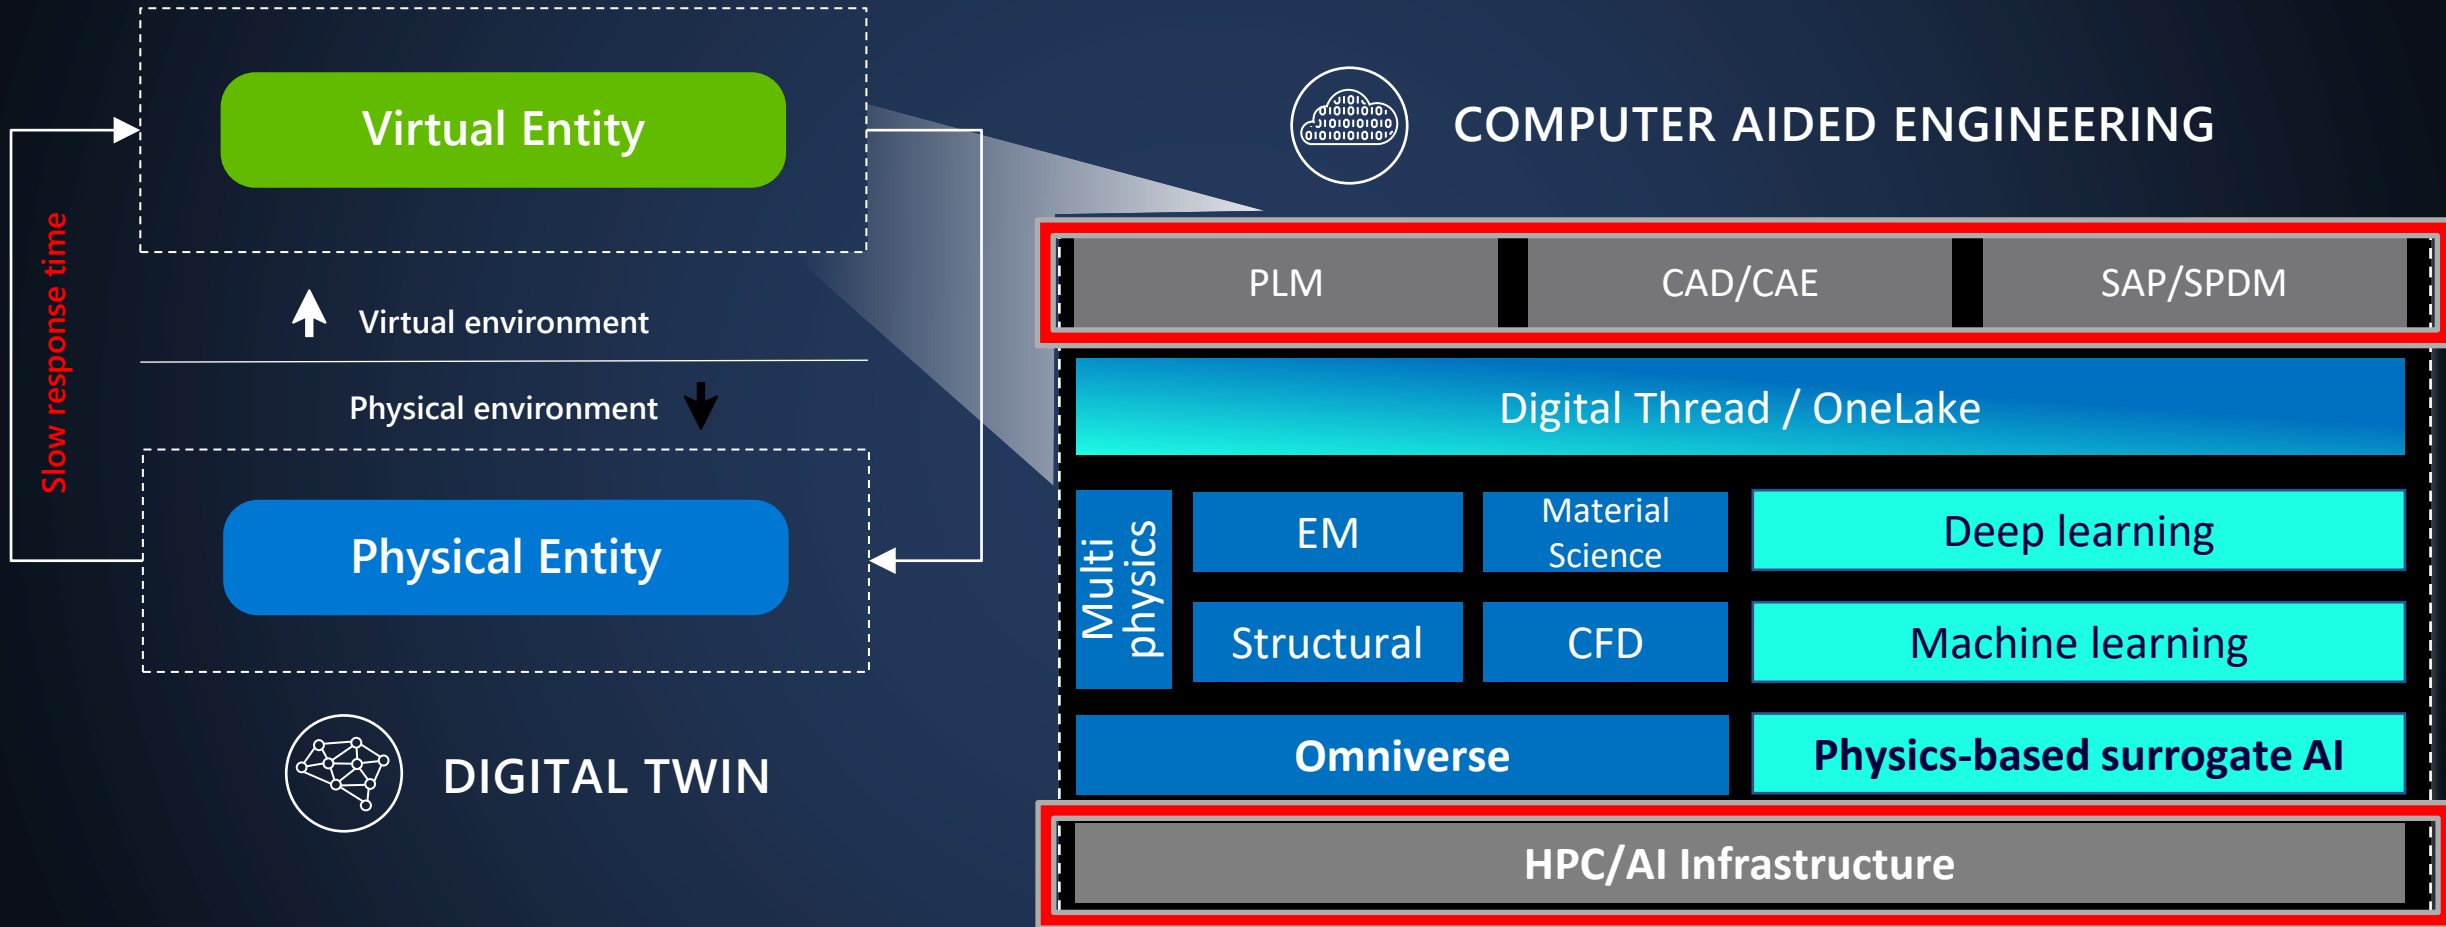 Virtual Entity
Slow response time
Virtual environment
Physical environment
Physical Entity
DIGITAL TWIN
COMPUTER AIDED ENGINEERING
PLM
CAD/CAE
SAP/SPDM
Digital Thread / OneLake
Multi
physics
EM
Material
Science
Deep learning
Structural
CFD
Machine learning
Omniverse
Physics-based surrogate AI
HPC/AI Infrastructure